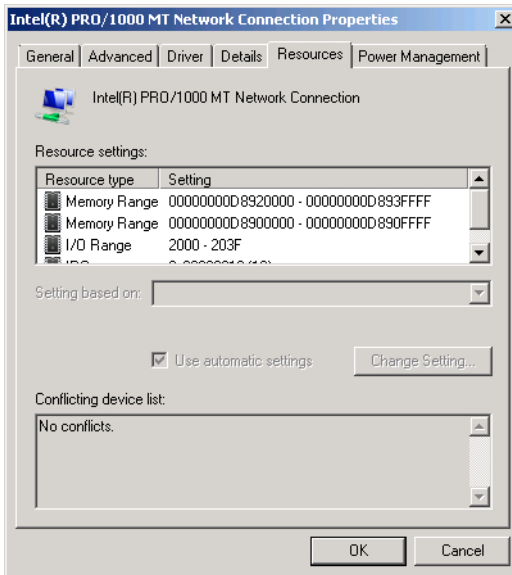 Intel(R) PRO/1000 MT Network Connection Properties
General Advanced Driver Details Resources Power Management
Intel(R) PRO/1000 MT Network Connection
Resource settings:
Resource type Setting
Memory Range 00000000D8920000 - 00000000D893FFFF
Memory Range 00000000D8900000 - 00000000D890FFFF
I/O Range 2000 - 203F
Setting based on:
Use automatic settings Change Setting...
Conflicting device list:
No conflicts.
OK Cancel